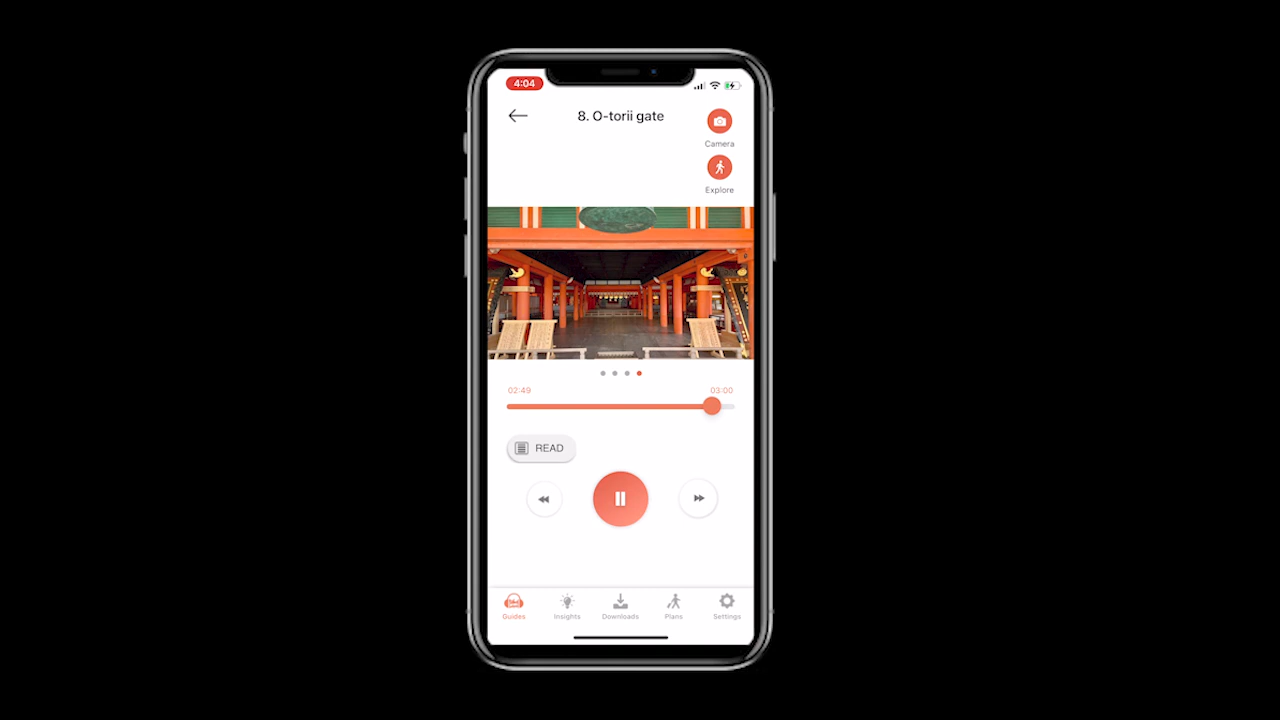 4:04
8. O-torii gate
Camera
Explore
02:49 03:00
READ
Guides Insights Downloads Plans Settings